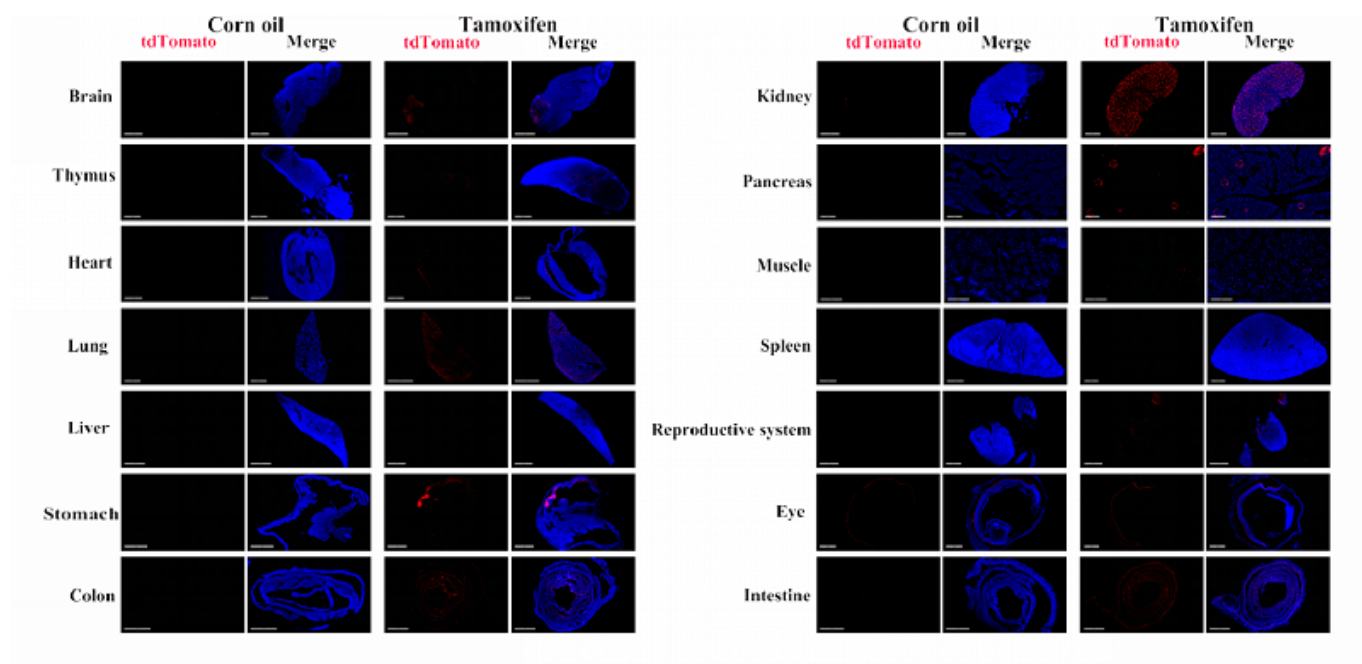 Corn oil Tamoxifen
tdTomato Merge tdTomato Merge
Brain
Thymus
Heart
Lung
Liver
Stomach
Colon
Corn oil Tamoxifen
tdTomato Merge tdTomato Merge
Kidney
Pancreas
Muscle
Spleen
Reproductive system
Eye
Intestine